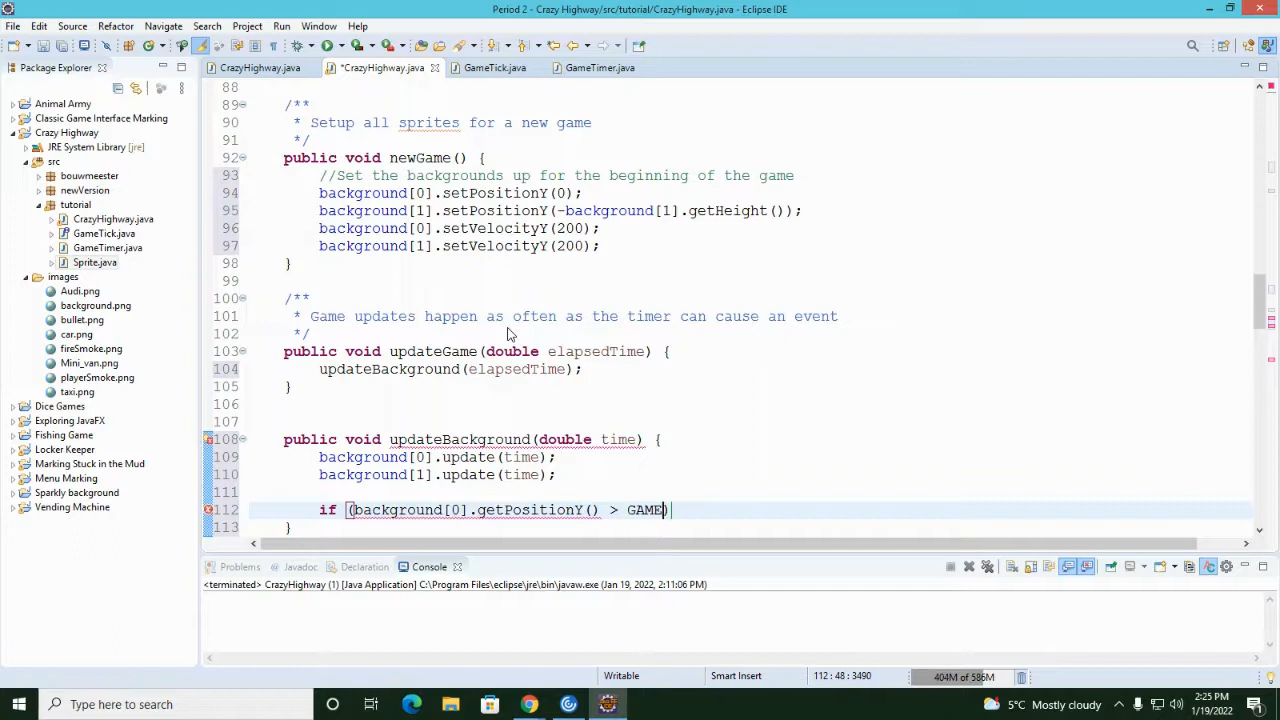 Period 2 - Crazy Highway/src/tutorial/CrazyHighway.java - Eclipse IDE
File Edit Source Refactor Navigate Search Project Run Window Help
Package Explorer
CrazyHighway.java *CrazyHighway.java GameTick.java GameTimer.java
Animal Army
Classic Game Interface Marking
Crazy Highway
JRE System Library [jre]
src
bouwmeester
newVersion
tutorial
CrazyHighway.java
GameTick.java
GameTimer.java
Sprite.java
images
Audi.png
background.png
bullet.png
car.png
fireSmoke.png
Mini_van.png
playerSmoke.png
taxi.png
Dice Games
Exploring JavaFX
Fishing Game
Locker Keeper
Marking Stuck in the Mud
Menu Marking
Sparkly background
Vending Machine
88
89 /**
90 * Setup all sprites for a new game
91 */
92 public void newGame() {
93 //Set the backgrounds up for the beginning of the game
94 background[0].setPositionY(0);
95 background[1].setPositionY(-background[1].getHeight());
96 background[0].setVelocityY(200);
97 background[1].setVelocityY(200);
98 }
99
100 /**
101 * Game updates happen as often as the timer can cause an event
102 */
103 public void updateGame(double elapsedTime) {
104 updateBackground(elapsedTime);
105 }
106
107
108 public void updateBackground(double time) {
109 background[0].update(time);
110 background[1].update(time);
111
112 if (background[0].getPositionY() > GAME)
113 }
Problems Javadoc Declaration Console
<terminated> CrazyHighway (1) [Java Application] C:\Program Files\eclipse\jre\bin\javaw.exe (Jan 19, 2022, 2:11:06 PM)
Writable Smart Insert 112 : 48 : 3490 404M of 586M
Type here to search 5°C Mostly cloudy 2:25 PM
1/19/2022